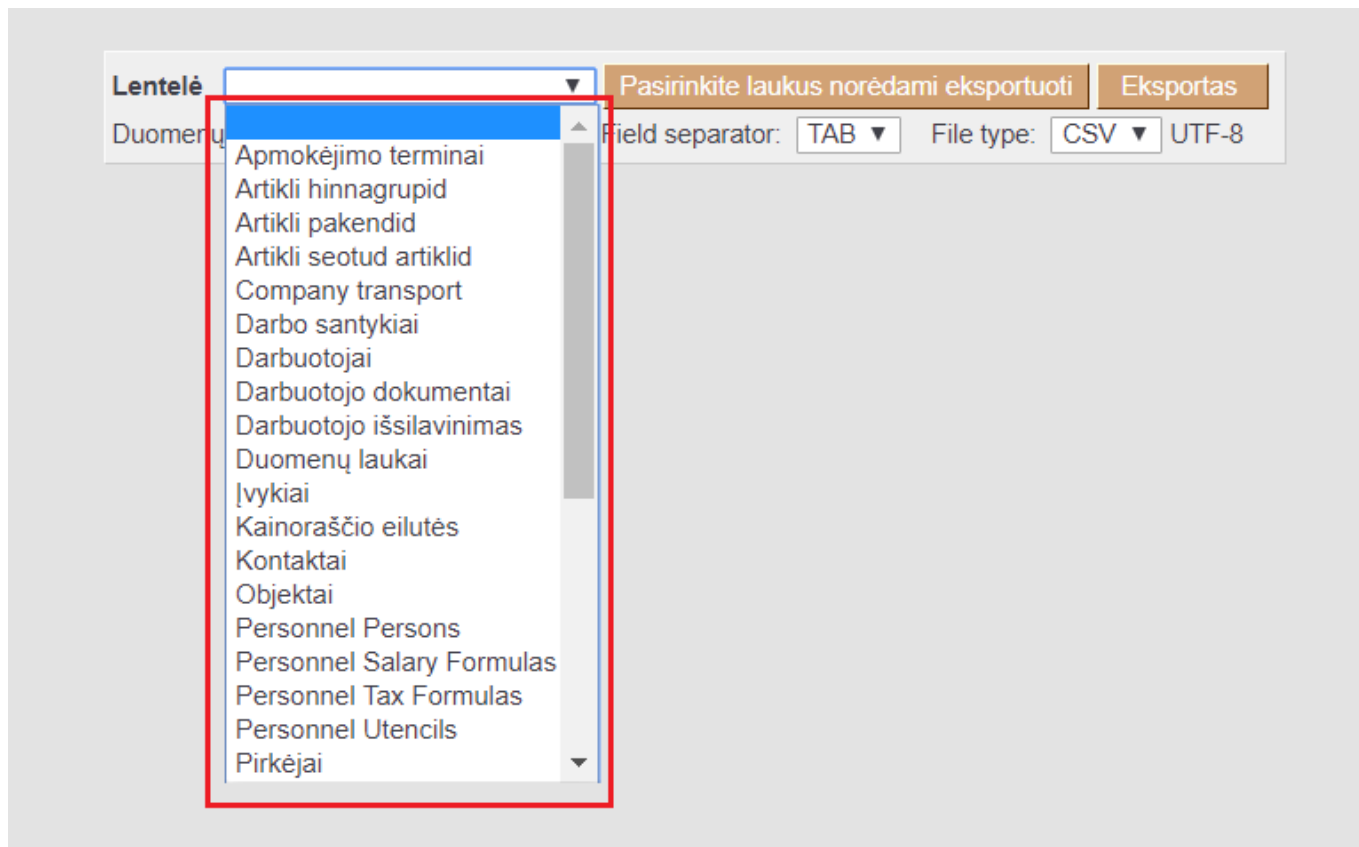 Lentelė Pasirinkite laukus norėdami eksportuoti Eksportas
Duomenų Field separator: TAB File type: CSV UTF-8
Apmokėjimo terminai
Artikli hinnagrupid
Artikli pakendid
Artikli seotud artiklid
Company transport
Darbo santykiai
Darbuotojai
Darbuotojo dokumentai
Darbuotojo išsilavinimas
Duomenų laukai
Įvykiai
Kainoraščio eilutės
Kontaktai
Objektai
Personnel Persons
Personnel Salary Formulas
Personnel Tax Formulas
Personnel Utencils
Pirkėjai